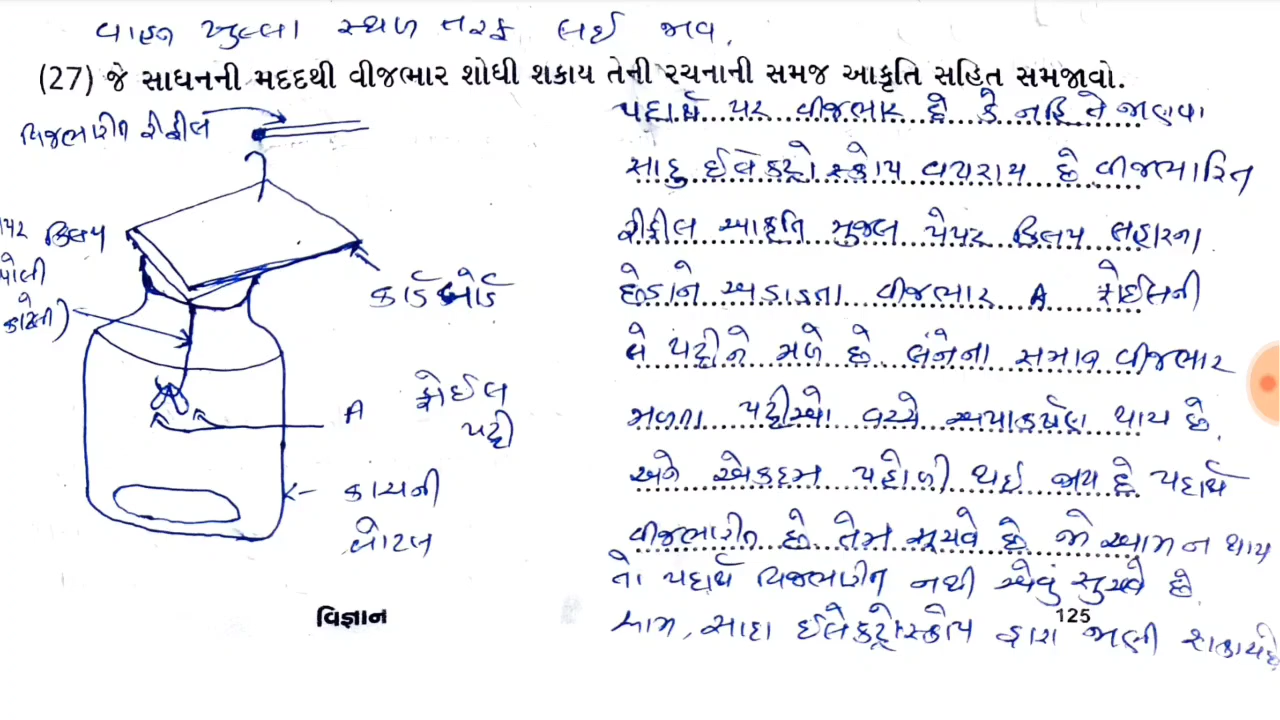 વાહન ખુલ્લા સ્થળ તરફ લઈ જાવ.
(27) જે સાધનની મદદથી વીજભાર શોધી શકાય તેની રચનાની સમજ આકૃતિ સહિત સમજાવો.
વિજભારીત રીફીલ
પેપર ક્લિપ
કાર્ડબોર્ડ
A ફોઈલ
પટ્ટી
કાચની
બોટલ
પદાર્થ પર વીજભાર છે કે નહિ તે જાણવા
સાદુ ઈલેક્ટ્રોસ્કોપ વપરાય છે વીજભારિત
રીફીલ આકૃતિ મુજબ પેપર ક્લિપ બહારના
છેડાને અડાડતા વીજભાર A ફોઈલની
બે પટ્ટીને મળે છે બંનેના સમાન વીજભાર
મળતા પટ્ટીઓ વચ્ચે અપાકર્ષણ થાય છે.
અને એકદમ પહોળી થઈ જાય છે પદાર્થ
વીજભારીત છે તેમ સૂચવે છે જો આમ ન થાય
તો પદાર્થ વિજભારીત નથી એવું સુચવે છે.
આમ, સાદા ઈલેક્ટ્રોસ્કોપ દ્વારા જાણી શકાય છે
વિજ્ઞાન
125